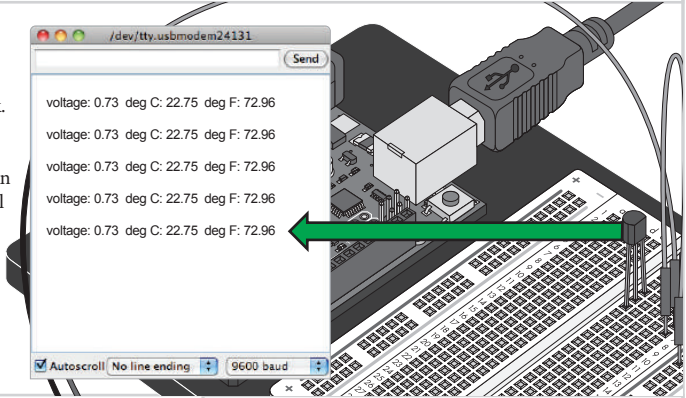 /dev/tty.usbmodem24131
Send
voltage: 0.73 deg C: 22.75 deg F: 72.96
voltage: 0.73 deg C: 22.75 deg F: 72.96
voltage: 0.73 deg C: 22.75 deg F: 72.96
voltage: 0.73 deg C: 22.75 deg F: 72.96
voltage: 0.73 deg C: 22.75 deg F: 72.96
Autoscroll No line ending 9600 baud